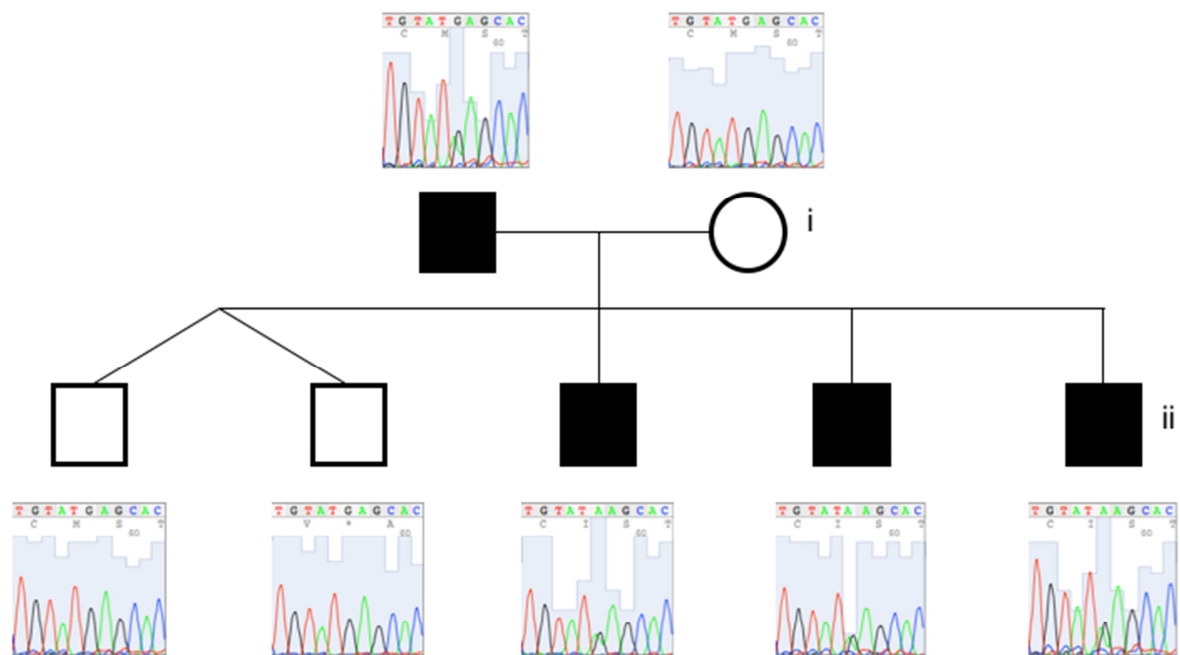 TGTATGAGCAC TGTATGAGCAC
C M S T C M S T
60 60
i
ii
TGTATGAGCAC TGTATGAGCAC TGTATAAGCAC TGTATAAGCAC TGTATAAGCAC
C M S T V * A C I S T C I S T C I S T
60 60 60 60 60